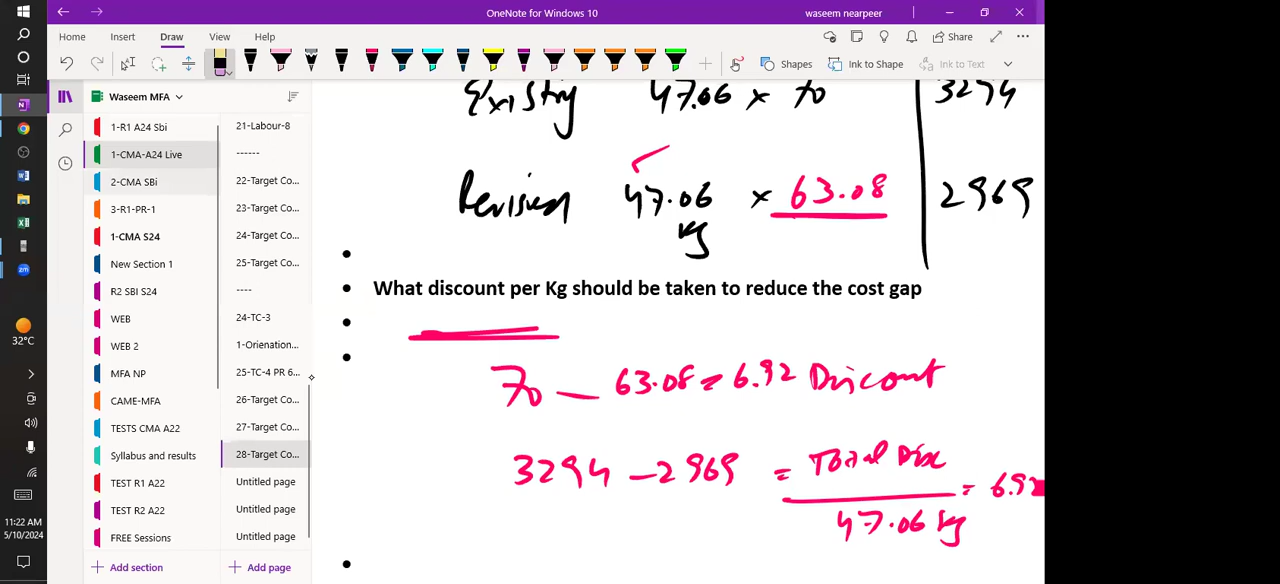 OneNote for Windows 10
waseem nearpeer
Home
Insert
Draw
View
Help
Share
Shapes
Ink to Shape
Ink to Text
Waseem MFA
1-R1 A24 Sbi
1-CMA-A24 Live
2-CMA SBi
3-R1-PR-1
1-CMA S24
New Section 1
R2 SBI S24
WEB
WEB 2
MFA NP
CAME-MFA
TESTS CMA A22
Syllabus and results
TEST R1 A22
TEST R2 A22
FREE Sessions
Add section
21-Labour-8
------
22-Target Co...
23-Target Co...
24-Target Co...
25-Target Co...
----
24-TC-3
1-Orienation...
25-TC-4 PR 6...
26-Target Co...
27-Target Co...
28-Target Co...
Untitled page
Untitled page
Untitled page
Add page
Existing 47.06 x 70 3294
Revised 47.06 x 63.08 2969
Kg
What discount per Kg should be taken to reduce the cost gap
70 — 63.08 = 6.92 Discount
3294 - 2969 = Total Disc = 6.92
47.06 Kg
32°C
11:22 AM
5/10/2024